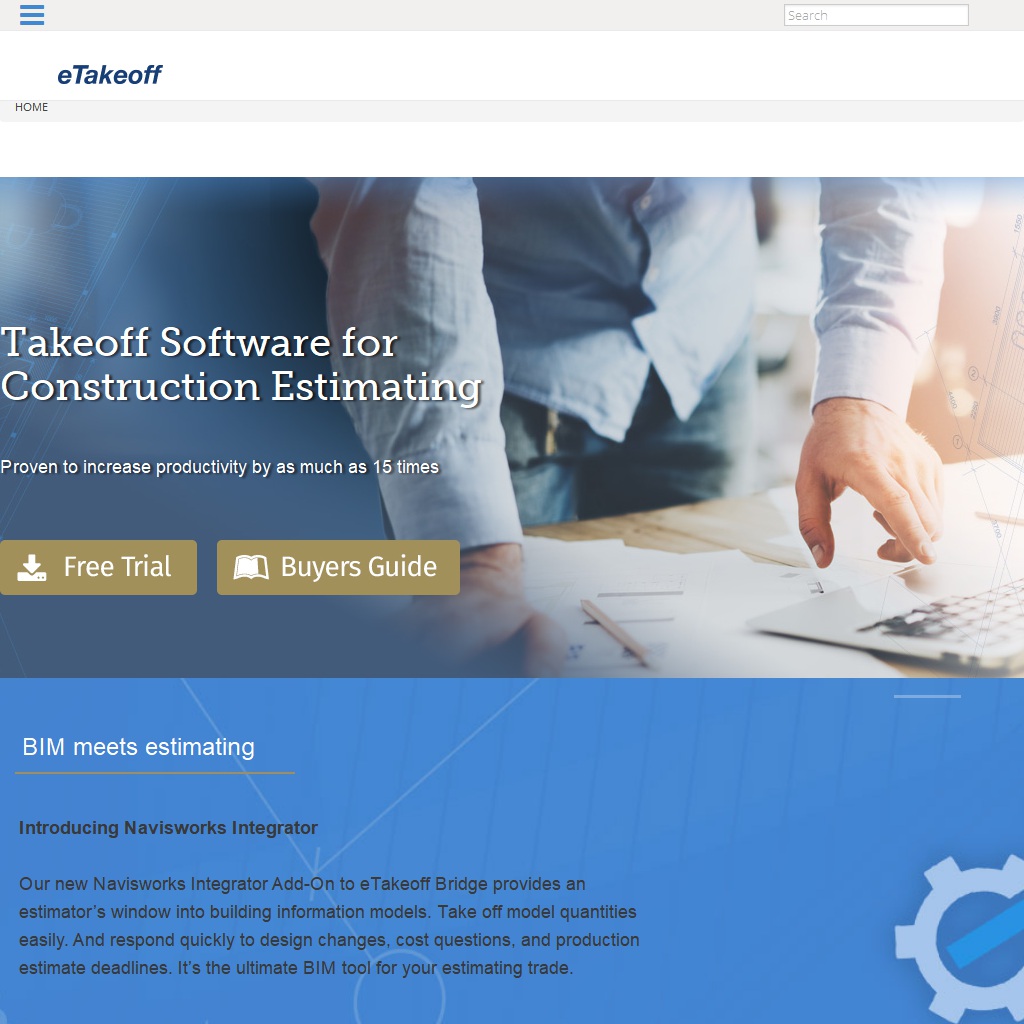 Search
eTakeoff
HOME
Takeoff Software for
Construction Estimating
Proven to increase productivity by as much as 15 times
Free Trial
Buyers Guide
BIM meets estimating
Introducing Navisworks Integrator
Our new Navisworks Integrator Add-On to eTakeoff Bridge provides an
estimator’s window into building information models. Take off model quantities
easily. And respond quickly to design changes, cost questions, and production
estimate deadlines. It’s the ultimate BIM tool for your estimating trade.